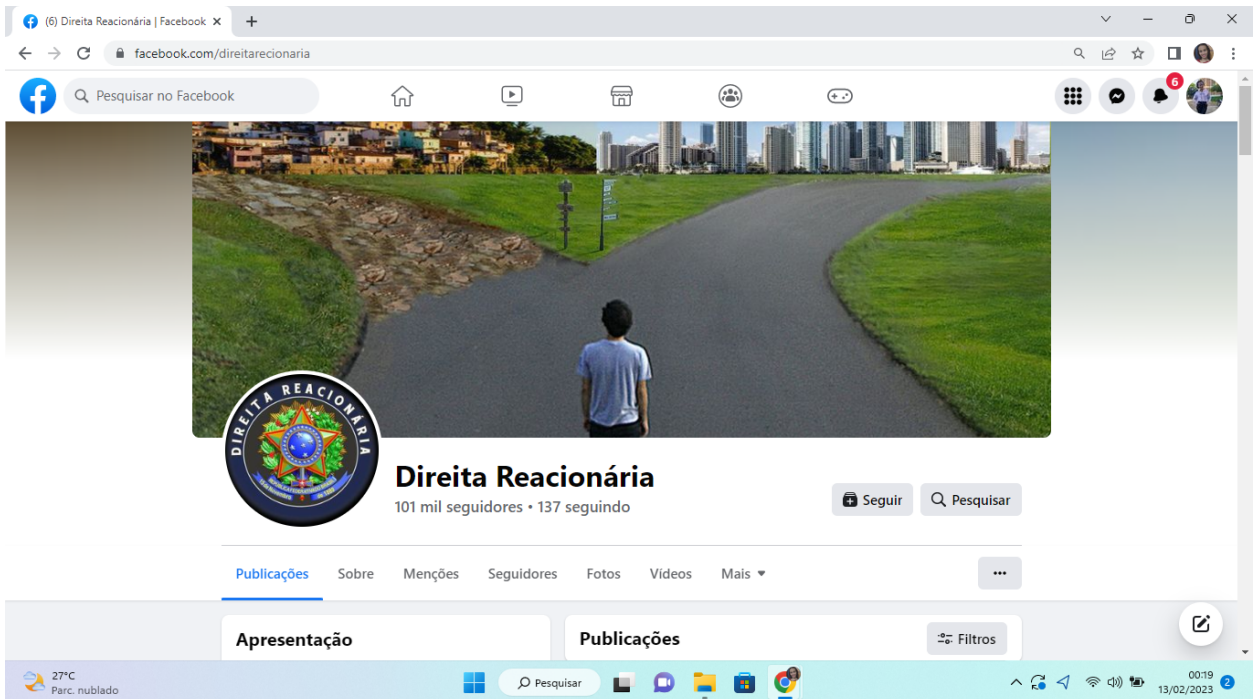 (6) Direita Reacionária | Facebook
facebook.com/direitarecionaria
Pesquisar no Facebook
6
DIREITA REACIONÁRIA
Direita Reacionária
101 mil seguidores • 137 seguindo
Seguir
Pesquisar
Publicações Sobre Menções Seguidores Fotos Vídeos Mais
Apresentação
Publicações
Filtros
27°C
Parc. nublado
Pesquisar
00:19
13/02/2023
2